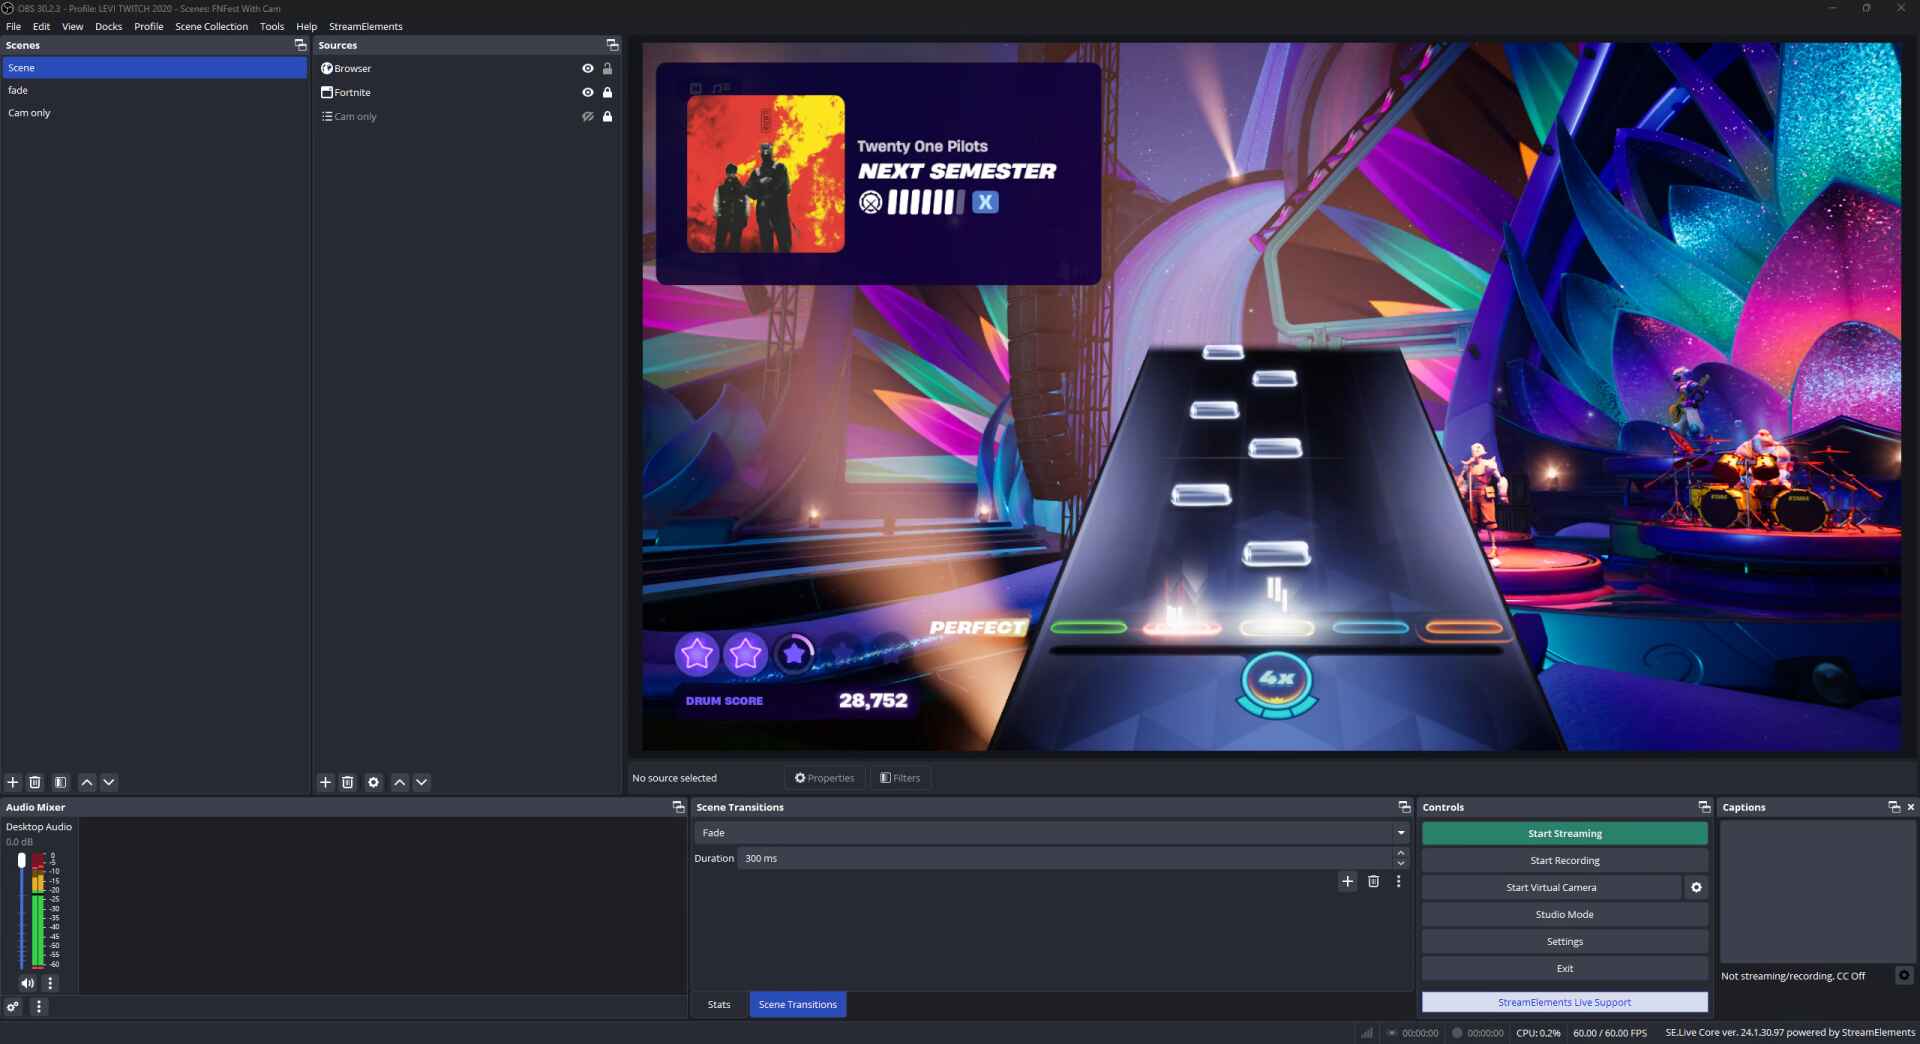 OBS 30.2.3 - Profile: LEVI TWITCH 2020 - Scenes: FNFest With Cam
File Edit View Docks Profile Scene Collection Tools Help StreamElements
Scenes
Scene
fade
Cam only
Sources
Browser
Fortnite
Cam only
Twenty One Pilots
NEXT SEMESTER
X
PERFECT
4x
DRUM SCORE 28,752
No source selected Properties Filters
Audio Mixer
Desktop Audio
0.0 dB
0
-5
-10
-15
-20
-25
-30
-35
-40
-45
-50
-55
-60
Scene Transitions
Fade
Duration 300 ms
Stats Scene Transitions
Controls
Start Streaming
Start Recording
Start Virtual Camera
Studio Mode
Settings
Exit
StreamElements Live Support
Captions
Not streaming/recording, CC Off
00:00:00 00:00:00 CPU: 0.2% 60.00 / 60.00 FPS SE.Live Core ver. 24.1.30.97 powered by StreamElements